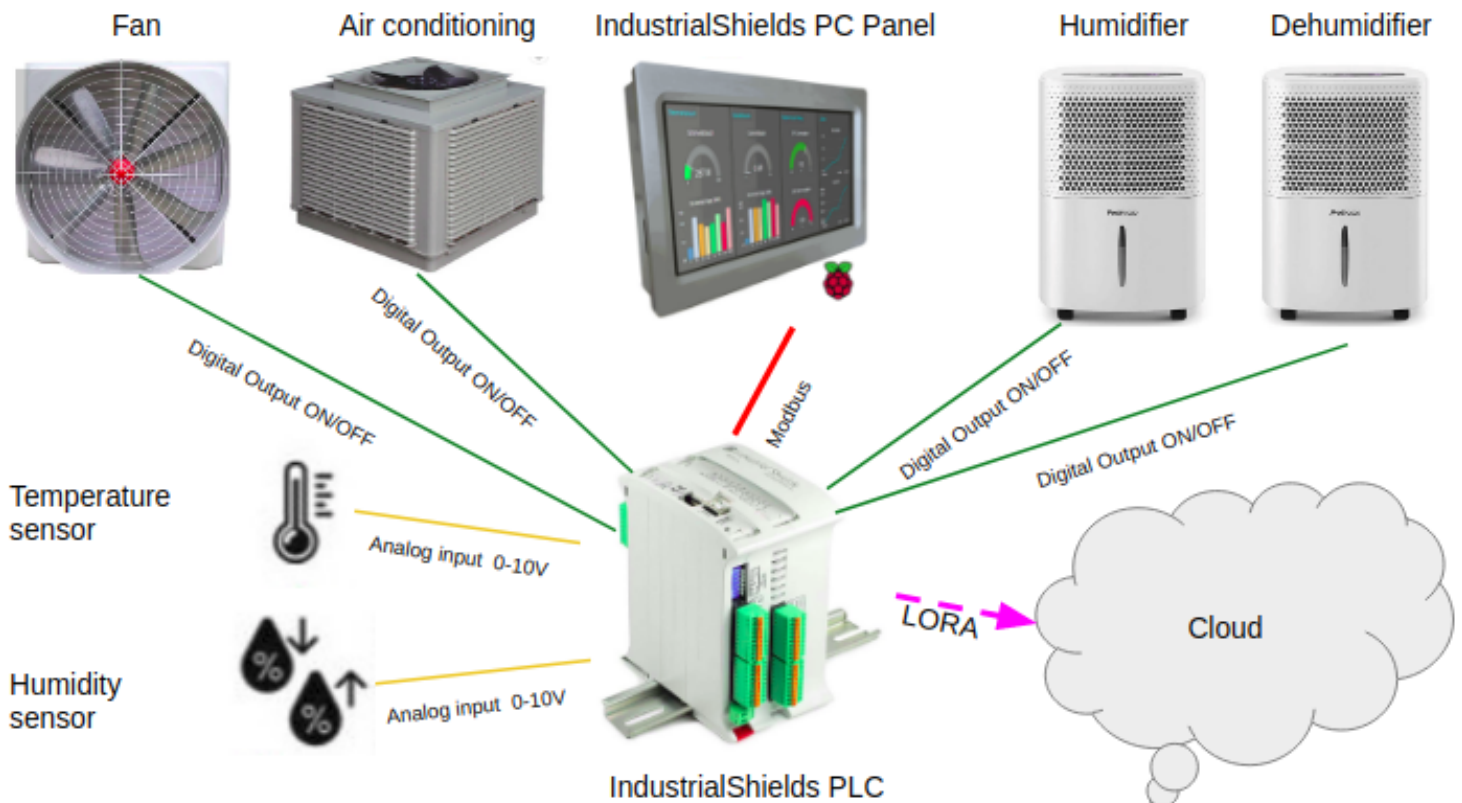 Fan
Air conditioning
IndustrialShields PC Panel
Humidifier
Dehumidifier
Digital Output ON/OFF
Digital Output ON/OFF
Modbus
Digital Output ON/OFF
Digital Output ON/OFF
Temperature
sensor
Analog input 0-10V
LORA
Cloud
Humidity
sensor
Analog input 0-10V
IndustrialShields PLC